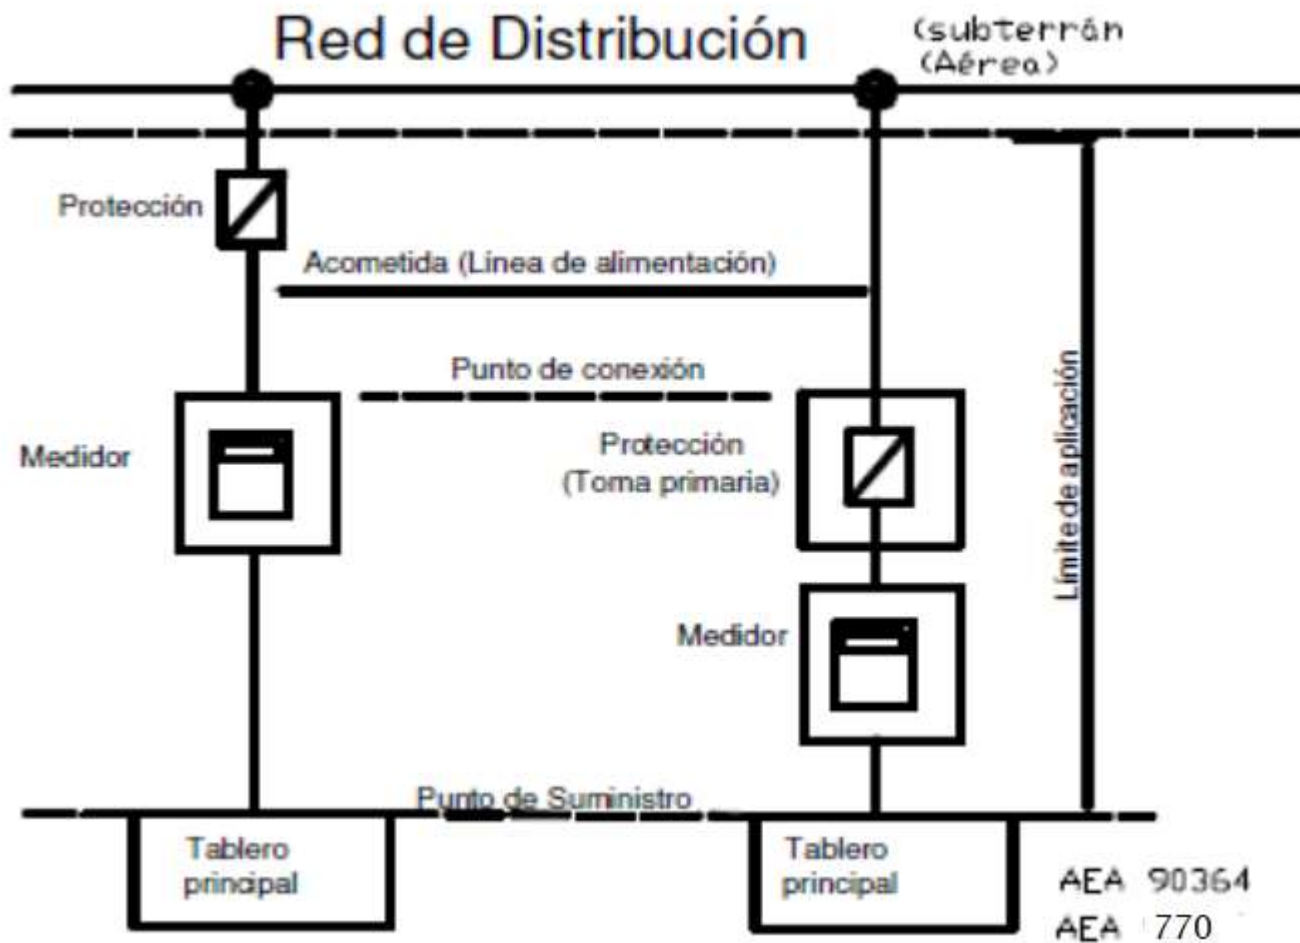 Red de Distribución
(subterrán
(Aérea)
Protección
Acometida (Linea de alimentación)
Punto de conexión
Medidor
Protección
(Toma primaria)
Límite de aplicación
Medidor
Punto de Suministro
Tablero
principal
Tablero
principal
AEA 90364
AEA 770